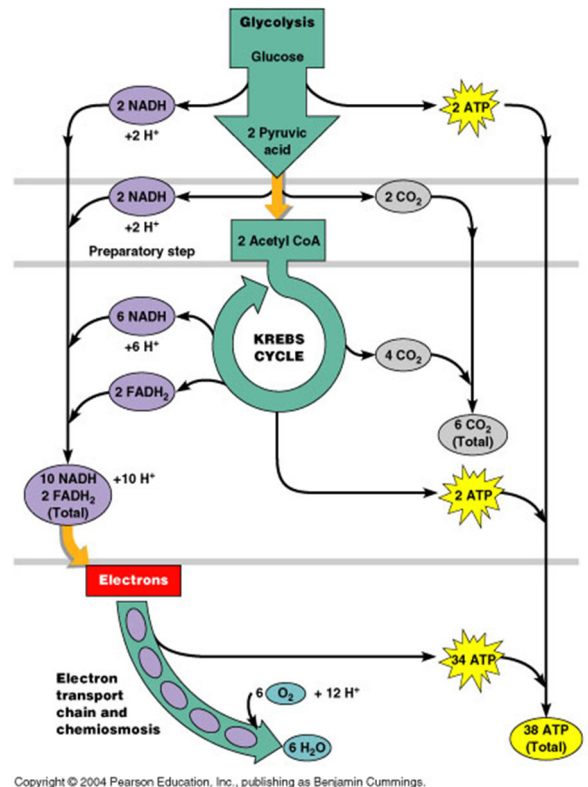 Glycolysis
Glucose
2 NADH
+2 H⁺
2 ATP
2 Pyruvic
acid
2 NADH
+2 H⁺
2 CO₂
Preparatory step
2 Acetyl CoA
6 NADH
+6 H⁺
KREBS
CYCLE
4 CO₂
2 FADH₂
6 CO₂
(Total)
10 NADH
2 FADH₂
(Total)
+10 H⁺
2 ATP
Electrons
34 ATP
Electron
transport
chain and
chemiosmosis
6 O₂ + 12 H⁺
6 H₂O
38 ATP
(Total)
Copyright © 2004 Pearson Education, Inc., publishing as Benjamin Cummings.